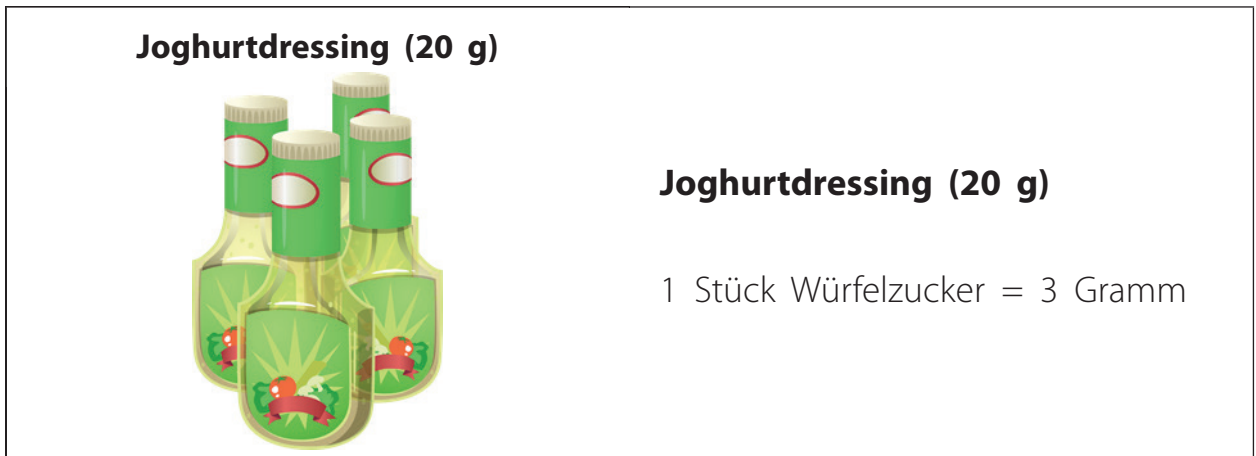 Joghurtdressing (20 g)
Joghurtdressing (20 g)
1 Stück Würfelzucker = 3 Gramm